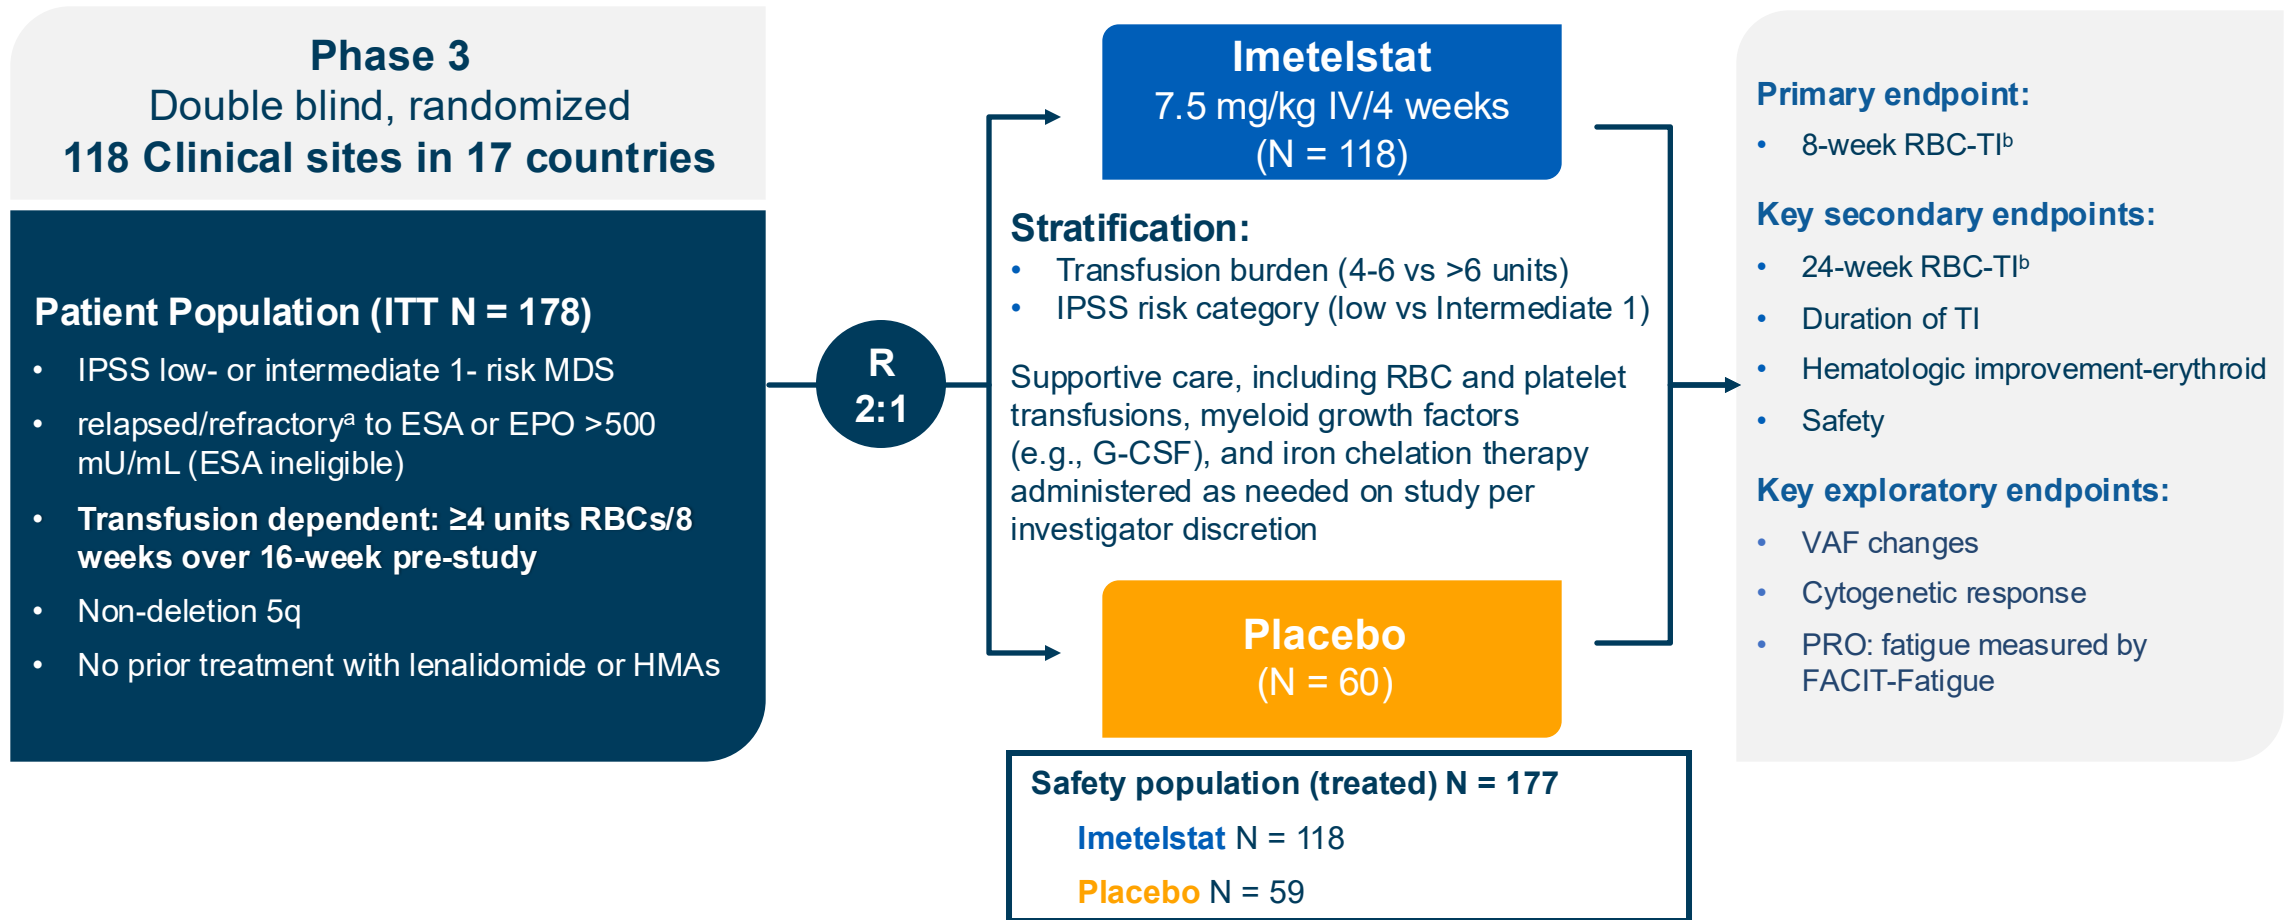 Phase 3
Double blind, randomized
118 Clinical sites in 17 countries
Patient Population (ITT N = 178)
• IPSS low- or intermediate 1- risk MDS
• relapsed/refractoryᵃ to ESA or EPO >500
mU/mL (ESA ineligible)
• Transfusion dependent: ≥4 units RBCs/8
weeks over 16-week pre-study
• Non-deletion 5q
• No prior treatment with lenalidomide or HMAs
R
2:1
Imetelstat
7.5 mg/kg IV/4 weeks
(N = 118)
Stratification:
• Transfusion burden (4-6 vs >6 units)
• IPSS risk category (low vs Intermediate 1)
Supportive care, including RBC and platelet
transfusions, myeloid growth factors
(e.g., G-CSF), and iron chelation therapy
administered as needed on study per
investigator discretion
Placebo
(N = 60)
Safety population (treated) N = 177
Imetelstat N = 118
Placebo N = 59
Primary endpoint:
• 8-week RBC-TIᵇ
Key secondary endpoints:
• 24-week RBC-TIᵇ
• Duration of TI
• Hematologic improvement-erythroid
• Safety
Key exploratory endpoints:
• VAF changes
• Cytogenetic response
• PRO: fatigue measured by
FACIT-Fatigue